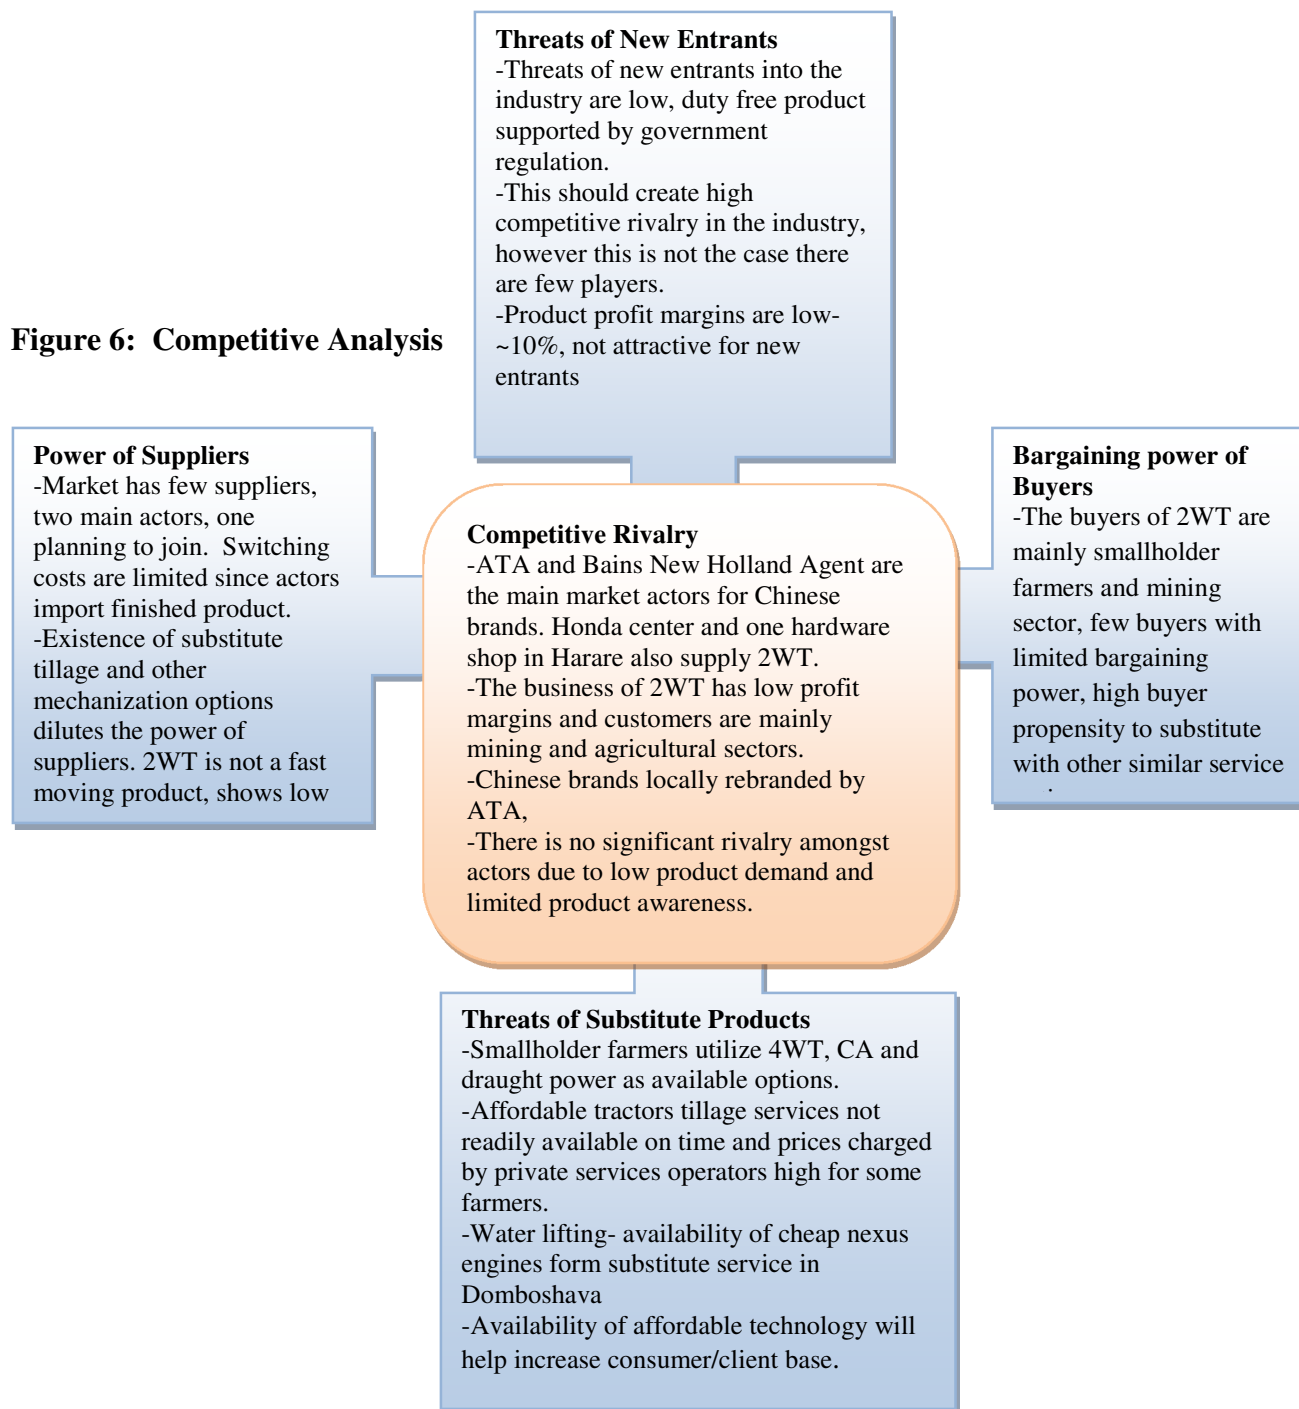 Threats of New Entrants
-Threats of new entrants into the
industry are low, duty free product
supported by government
regulation.
-This should create high
competitive rivalry in the industry,
however this is not the case there
are few players.
-Product profit margins are low-
~10%, not attractive for new
entrants
Figure 6:  Competitive Analysis
Power of Suppliers
-Market has few suppliers,
two main actors, one
planning to join.  Switching
costs are limited since actors
import finished product.
-Existence of substitute
tillage and other
mechanization options
dilutes the power of
suppliers. 2WT is not a fast
moving product, shows low
Competitive Rivalry
-ATA and Bains New Holland Agent are
the main market actors for Chinese
brands. Honda center and one hardware
shop in Harare also supply 2WT.
-The business of 2WT has low profit
margins and customers are mainly
mining and agricultural sectors.
-Chinese brands locally rebranded by
ATA,
-There is no significant rivalry amongst
actors due to low product demand and
limited product awareness.
Bargaining power of
Buyers
-The buyers of 2WT are
mainly smallholder
farmers and mining
sector, few buyers with
limited bargaining
power, high buyer
propensity to substitute
with other similar service
Threats of Substitute Products
-Smallholder farmers utilize 4WT, CA and
draught power as available options.
-Affordable tractors tillage services not
readily available on time and prices charged
by private services operators high for some
farmers.
-Water lifting- availability of cheap nexus
engines form substitute service in
Domboshava
-Availability of affordable technology will
help increase consumer/client base.